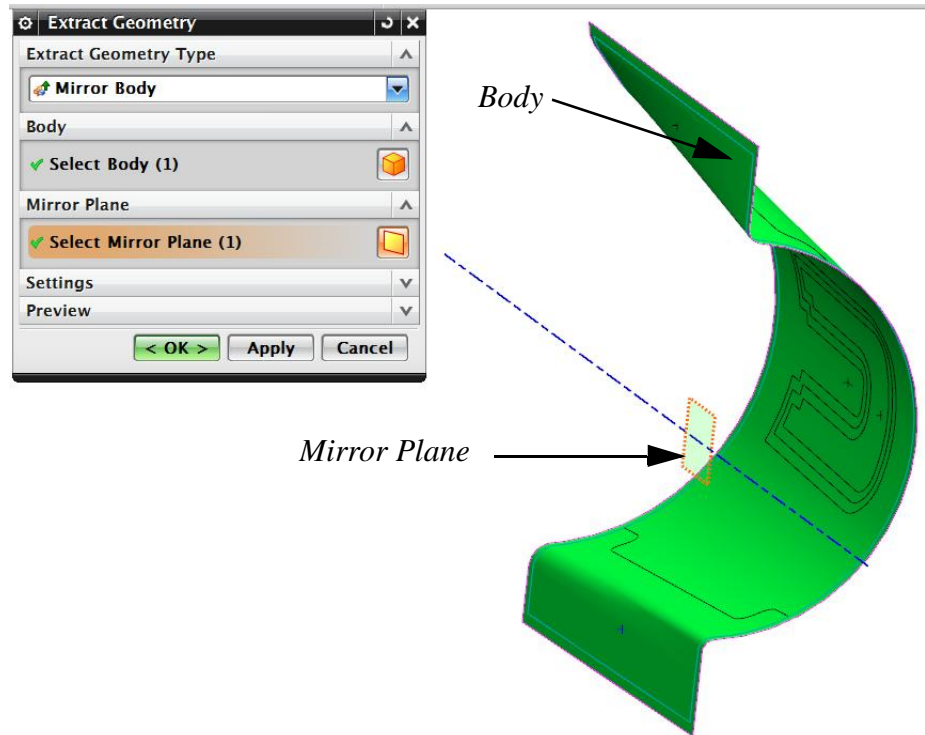 Extract Geometry
Extract Geometry Type
Mirror Body
Body
Select Body (1)
Mirror Plane
Select Mirror Plane (1)
Settings
Preview
< OK > Apply Cancel
Body
Mirror Plane